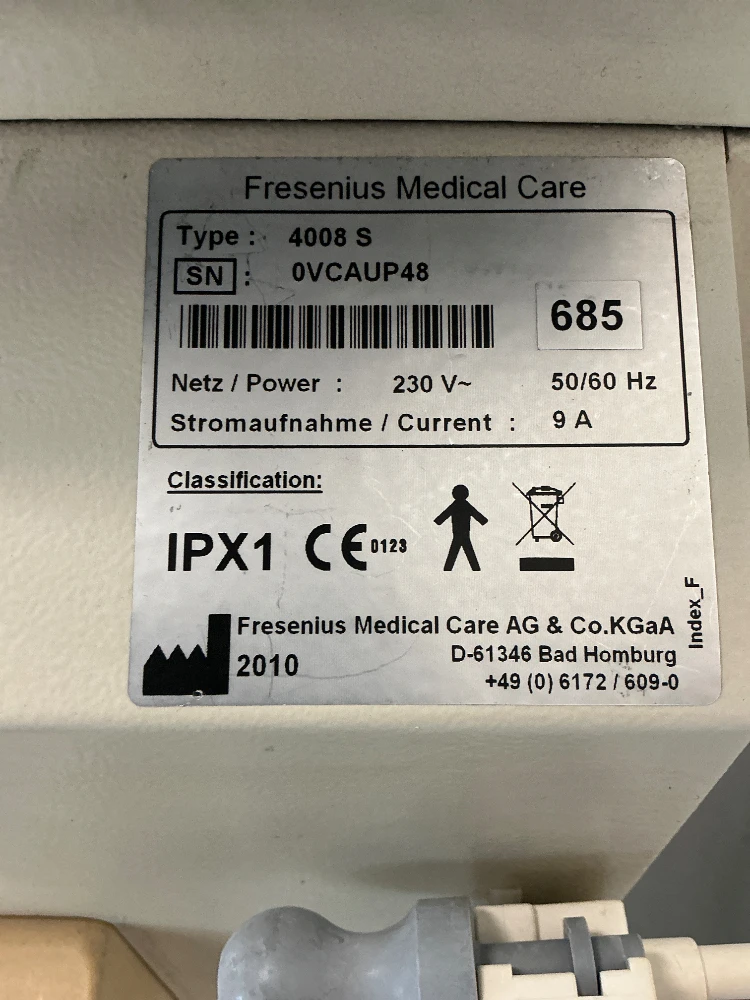 Fresenius Medical Care
Type : 4008 S
SN : 0VCAUP48
685
Netz / Power : 230 V~ 50/60 Hz
Stromaufnahme / Current : 9 A
Classification:
IPX1 CE 0123
Index_F
Fresenius Medical Care AG & Co.KGaA
2010 D-61346 Bad Homburg
+49 (0) 6172 / 609-0